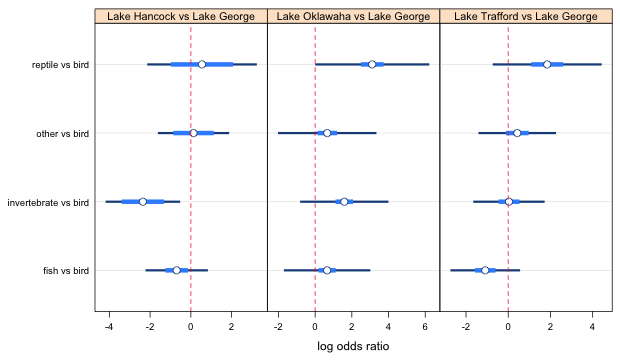 Lake Hancock vs Lake George Lake Oklawaha vs Lake George Lake Trafford vs Lake George
reptile vs bird
other vs bird
invertebrate vs bird
fish vs bird
-4 -2 0 2 -2 0 2 4 6 -2 0 2 4
log odds ratio